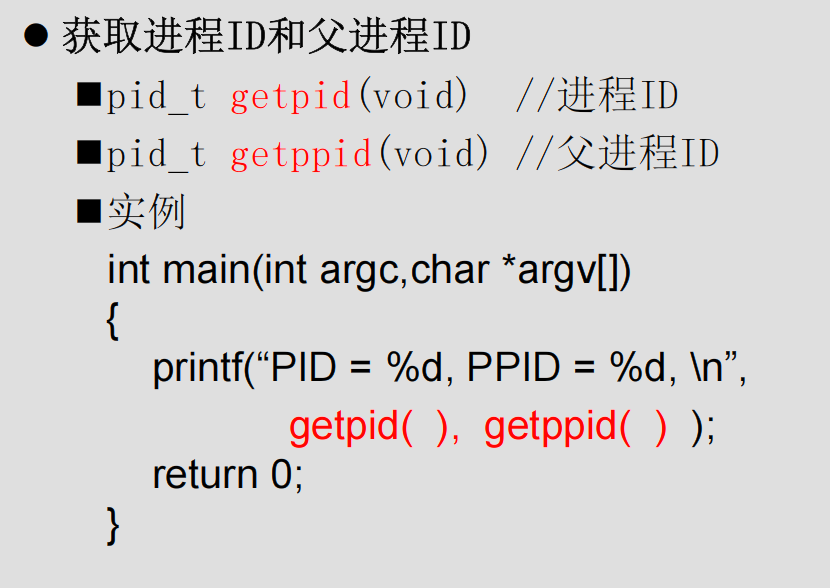 ● 获取进程ID和父进程ID
■pid_t getpid(void)  //进程ID
■pid_t getppid(void) //父进程ID
■实例
int main(int argc,char *argv[])
{
printf(“PID = %d, PPID = %d, \n”,
getpid(  ),  getppid(  )  );
return 0;
}